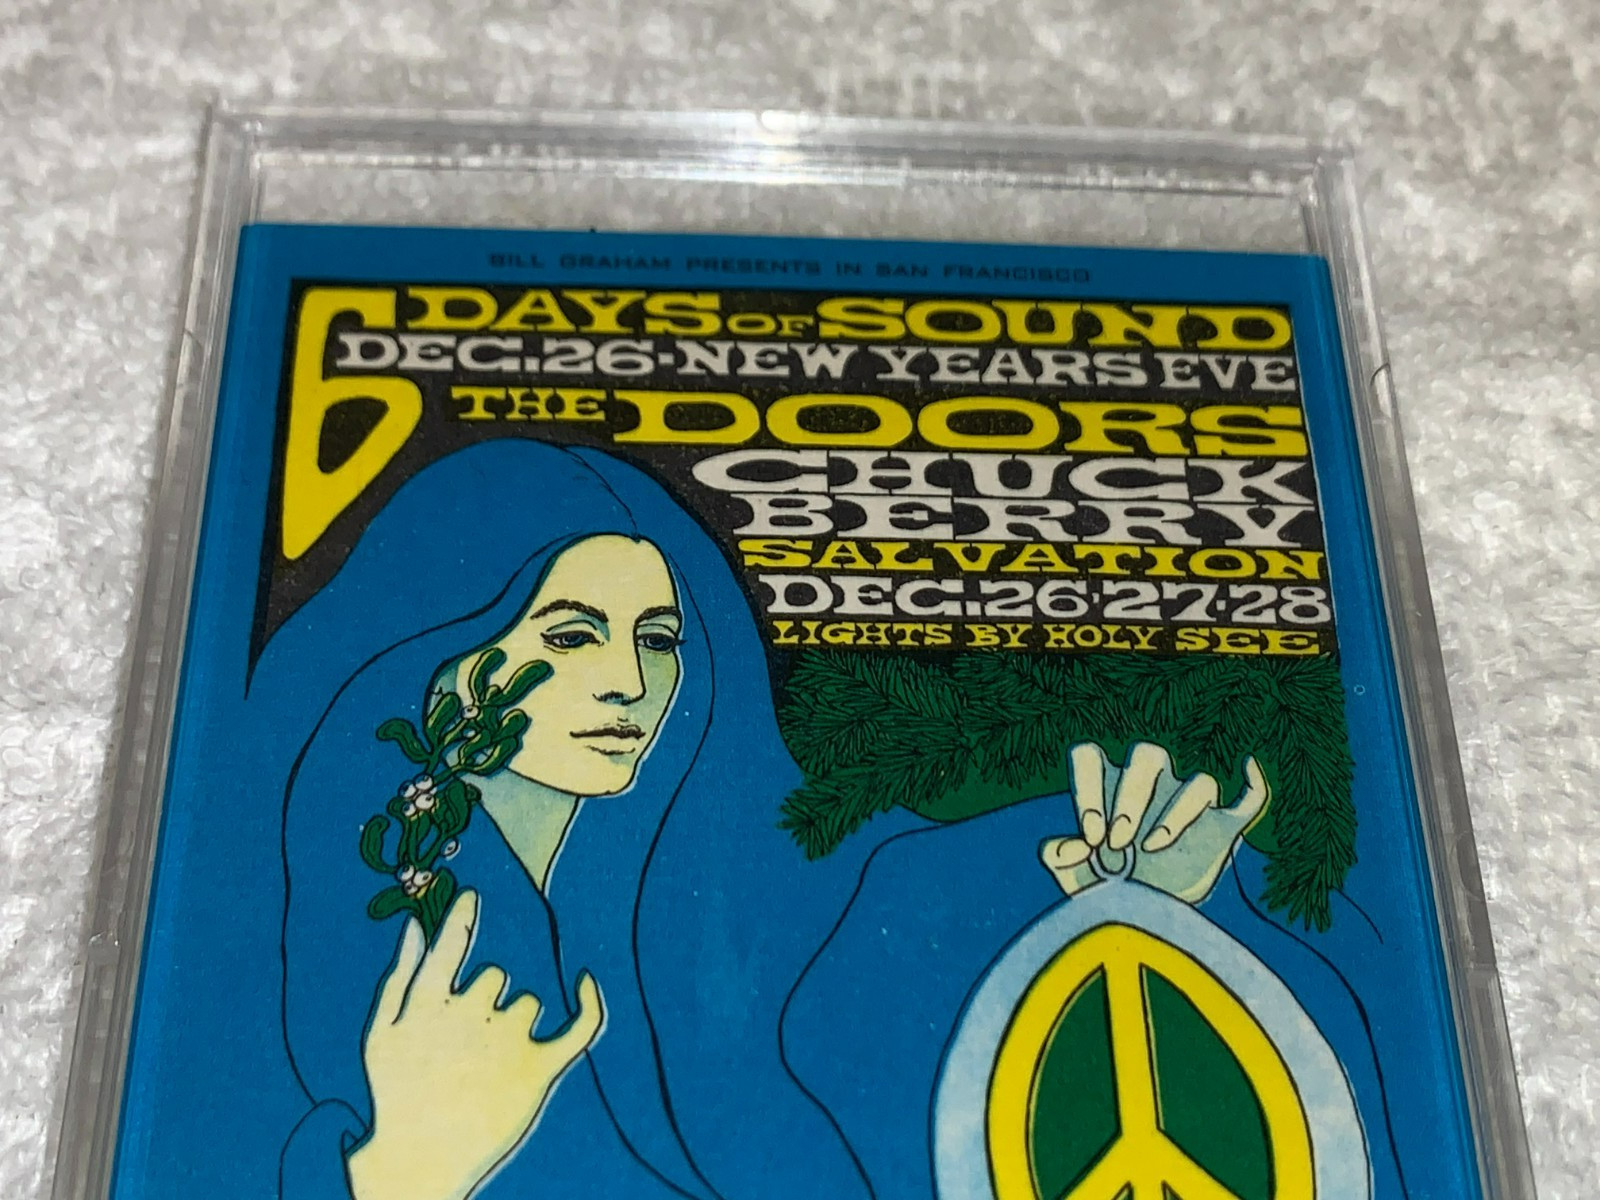 BILL GRAHAM PRESENTS IN SAN FRANCISCO
6 DAYS OF SOUND
DEC. 26-NEW YEARS EVE
THE DOORS
CHUCK
BERRY
SALVATION
DEC. 26·27·28
LIGHTS BY HOLY SEE